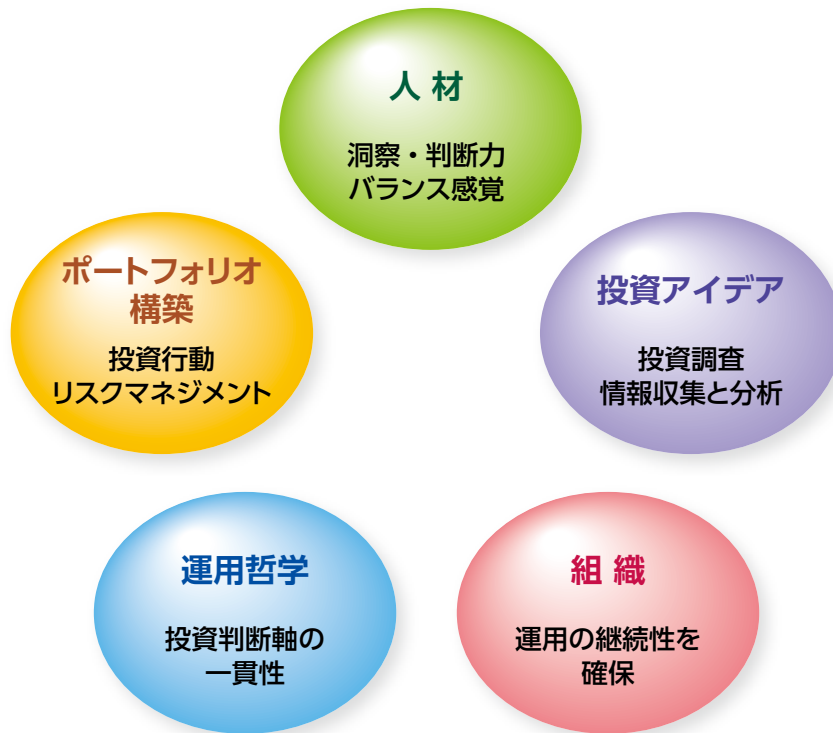 人 材
洞察・判断力
バランス感覚
ポートフォリオ
構築
投資行動
リスクマネジメント
投資アイデア
投資調査
情報収集と分析
運用哲学
投資判断軸の
一貫性
組 織
運用の継続性を
確保